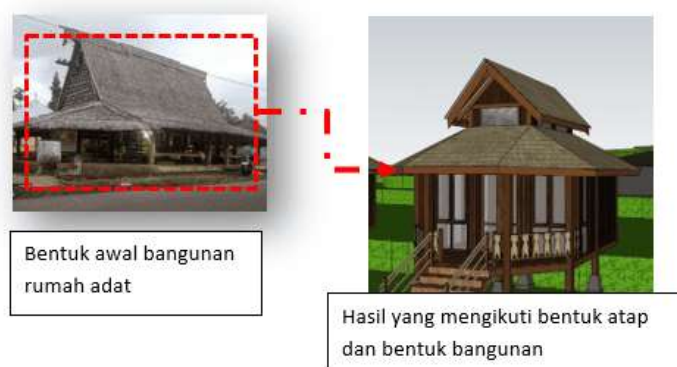 Bentuk awal bangunan
rumah adat
Hasil yang mengikuti bentuk atap
dan bentuk bangunan